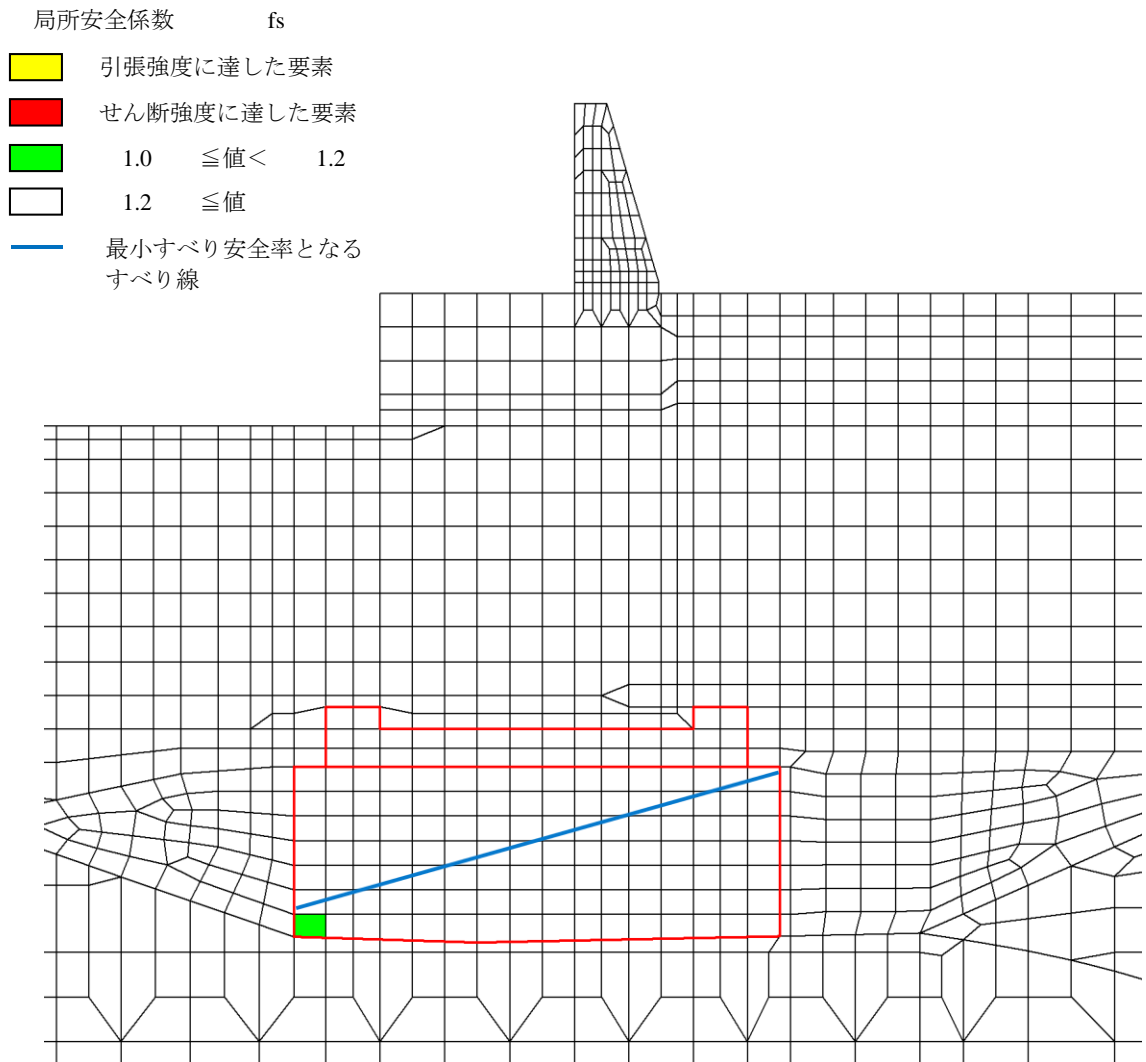 局所安全係数 fs
引張強度に達した要素
せん断強度に達した要素
1.0 ≦値< 1.2
1.2 ≦値
最小すべり安全率となる
すべり線